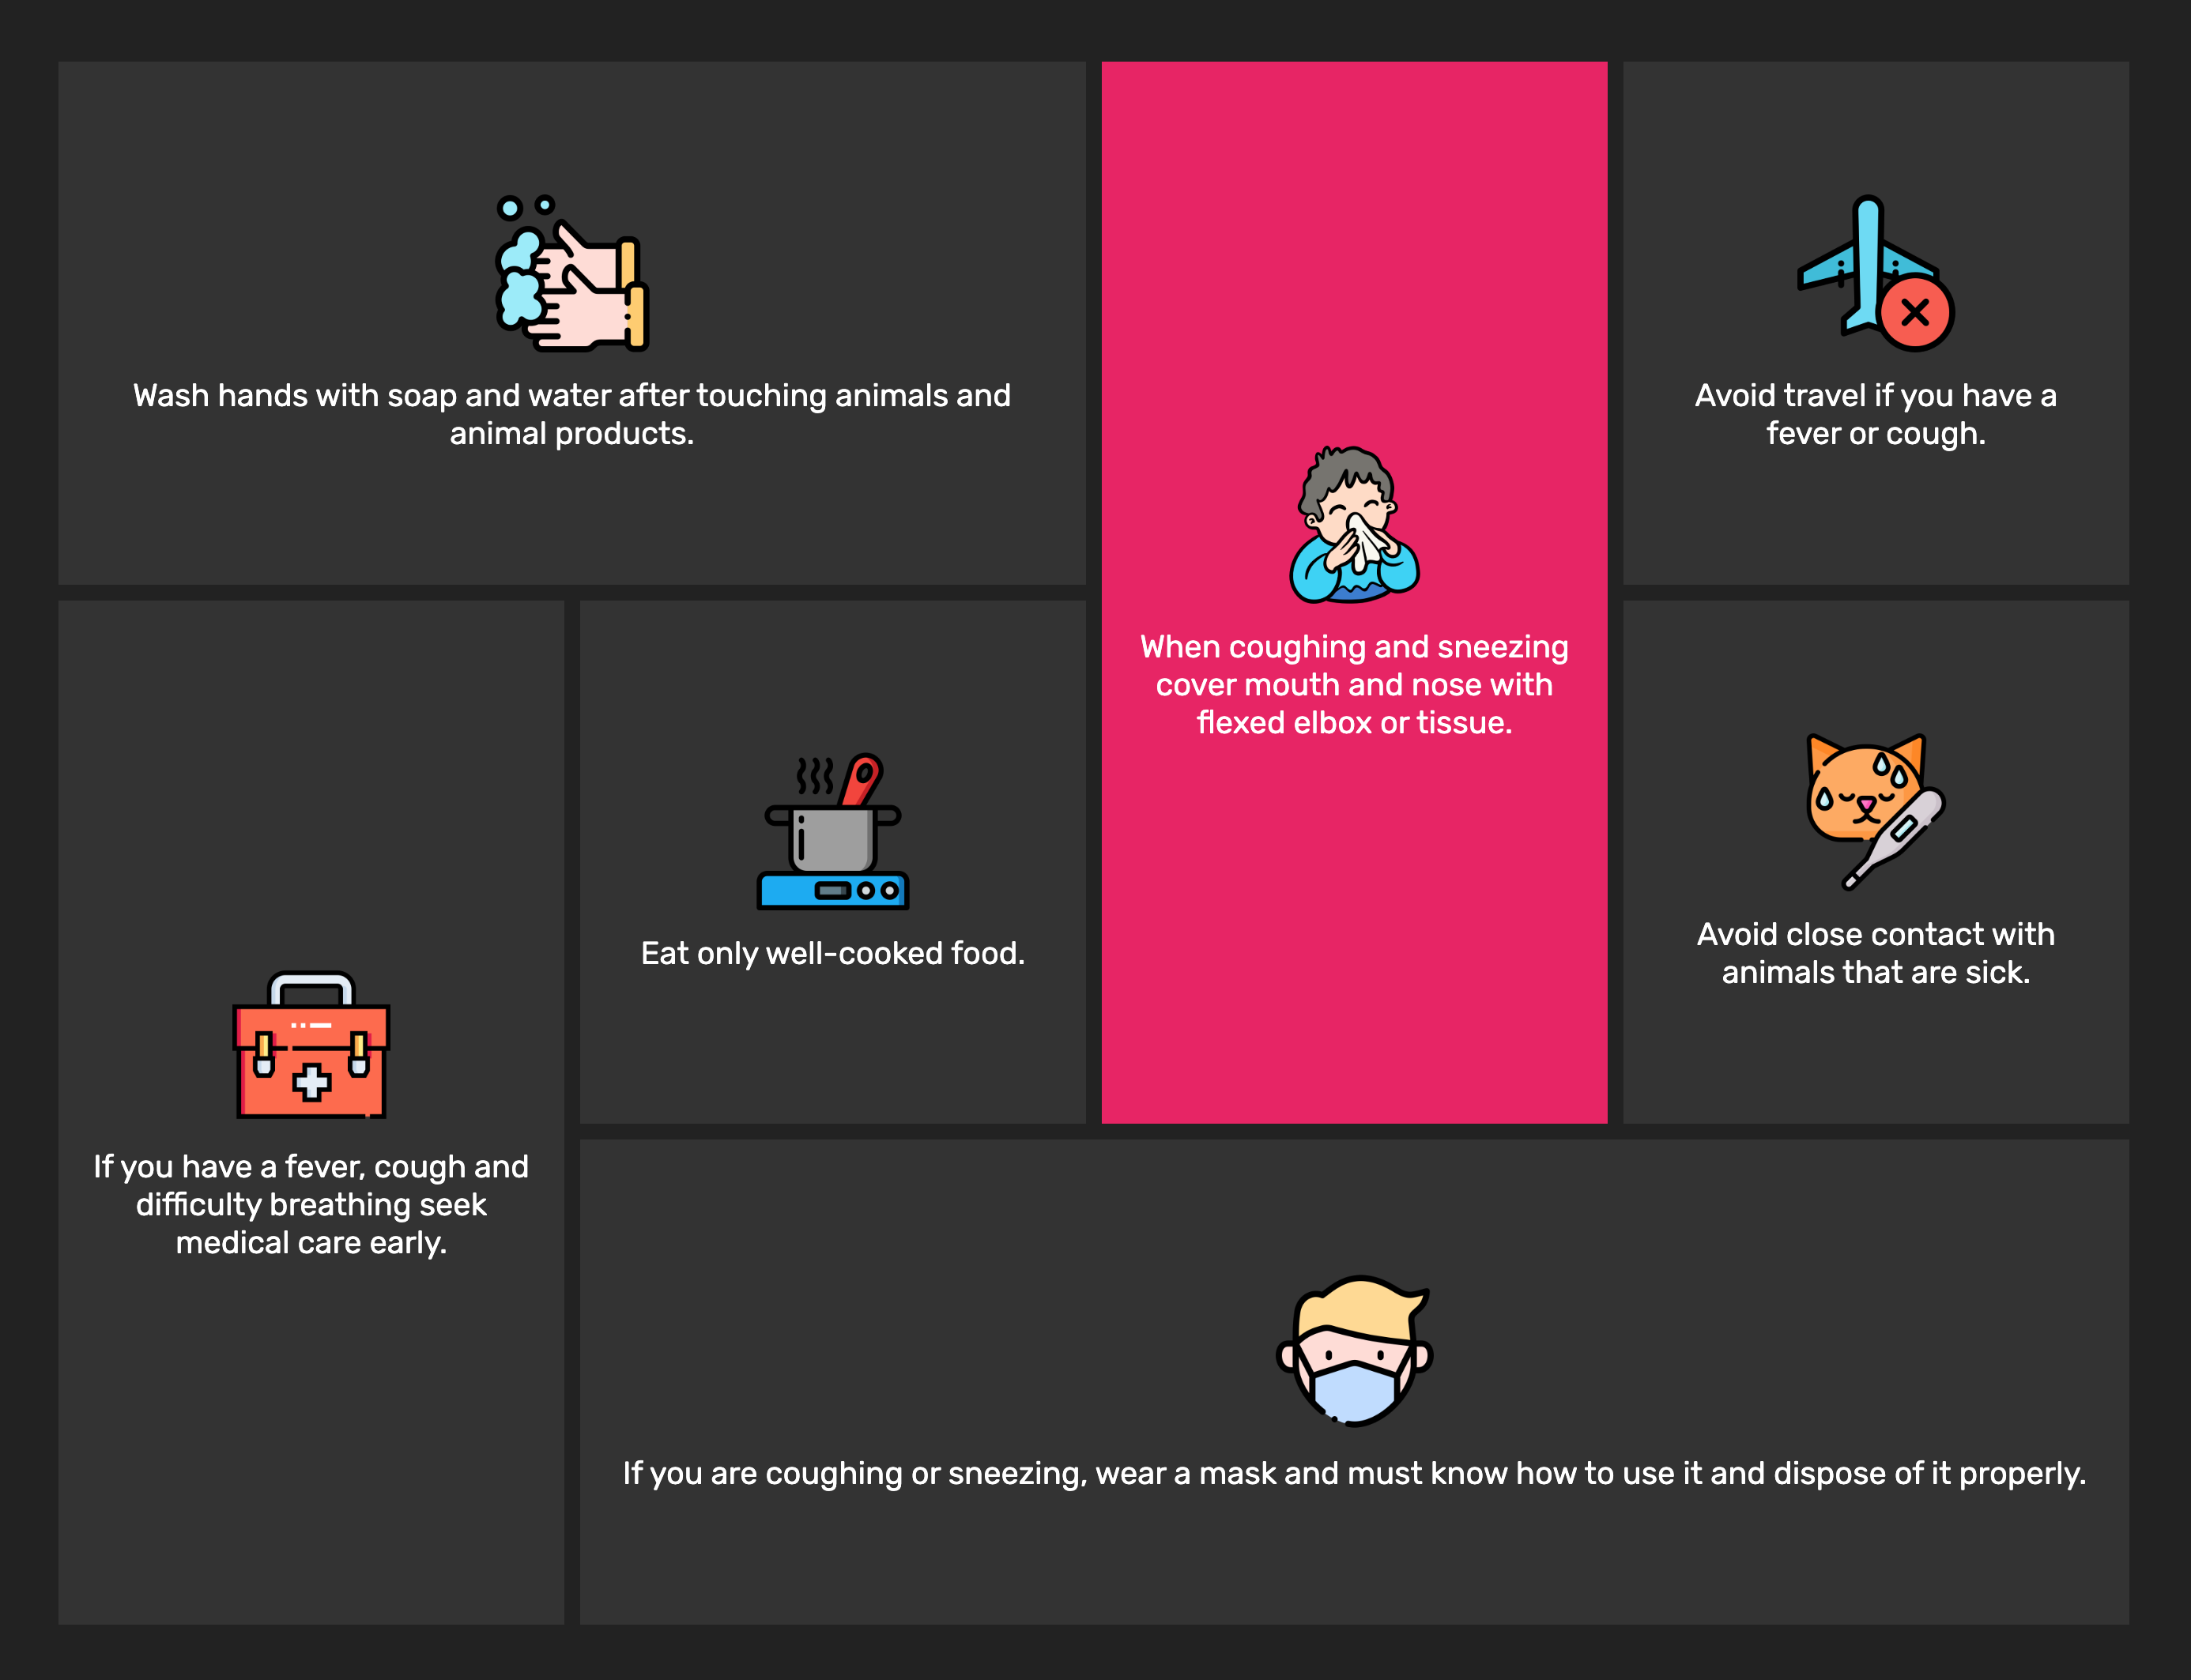 Wash hands with soap and water after touching animals and
animal products.
When coughing and sneezing
cover mouth and nose with
flexed elbox or tissue.
Avoid travel if you have a
fever or cough.
If you have a fever, cough and
difficulty breathing seek
medical care early.
Eat only well-cooked food.
Avoid close contact with
animals that are sick.
If you are coughing or sneezing, wear a mask and must know how to use it and dispose of it properly.